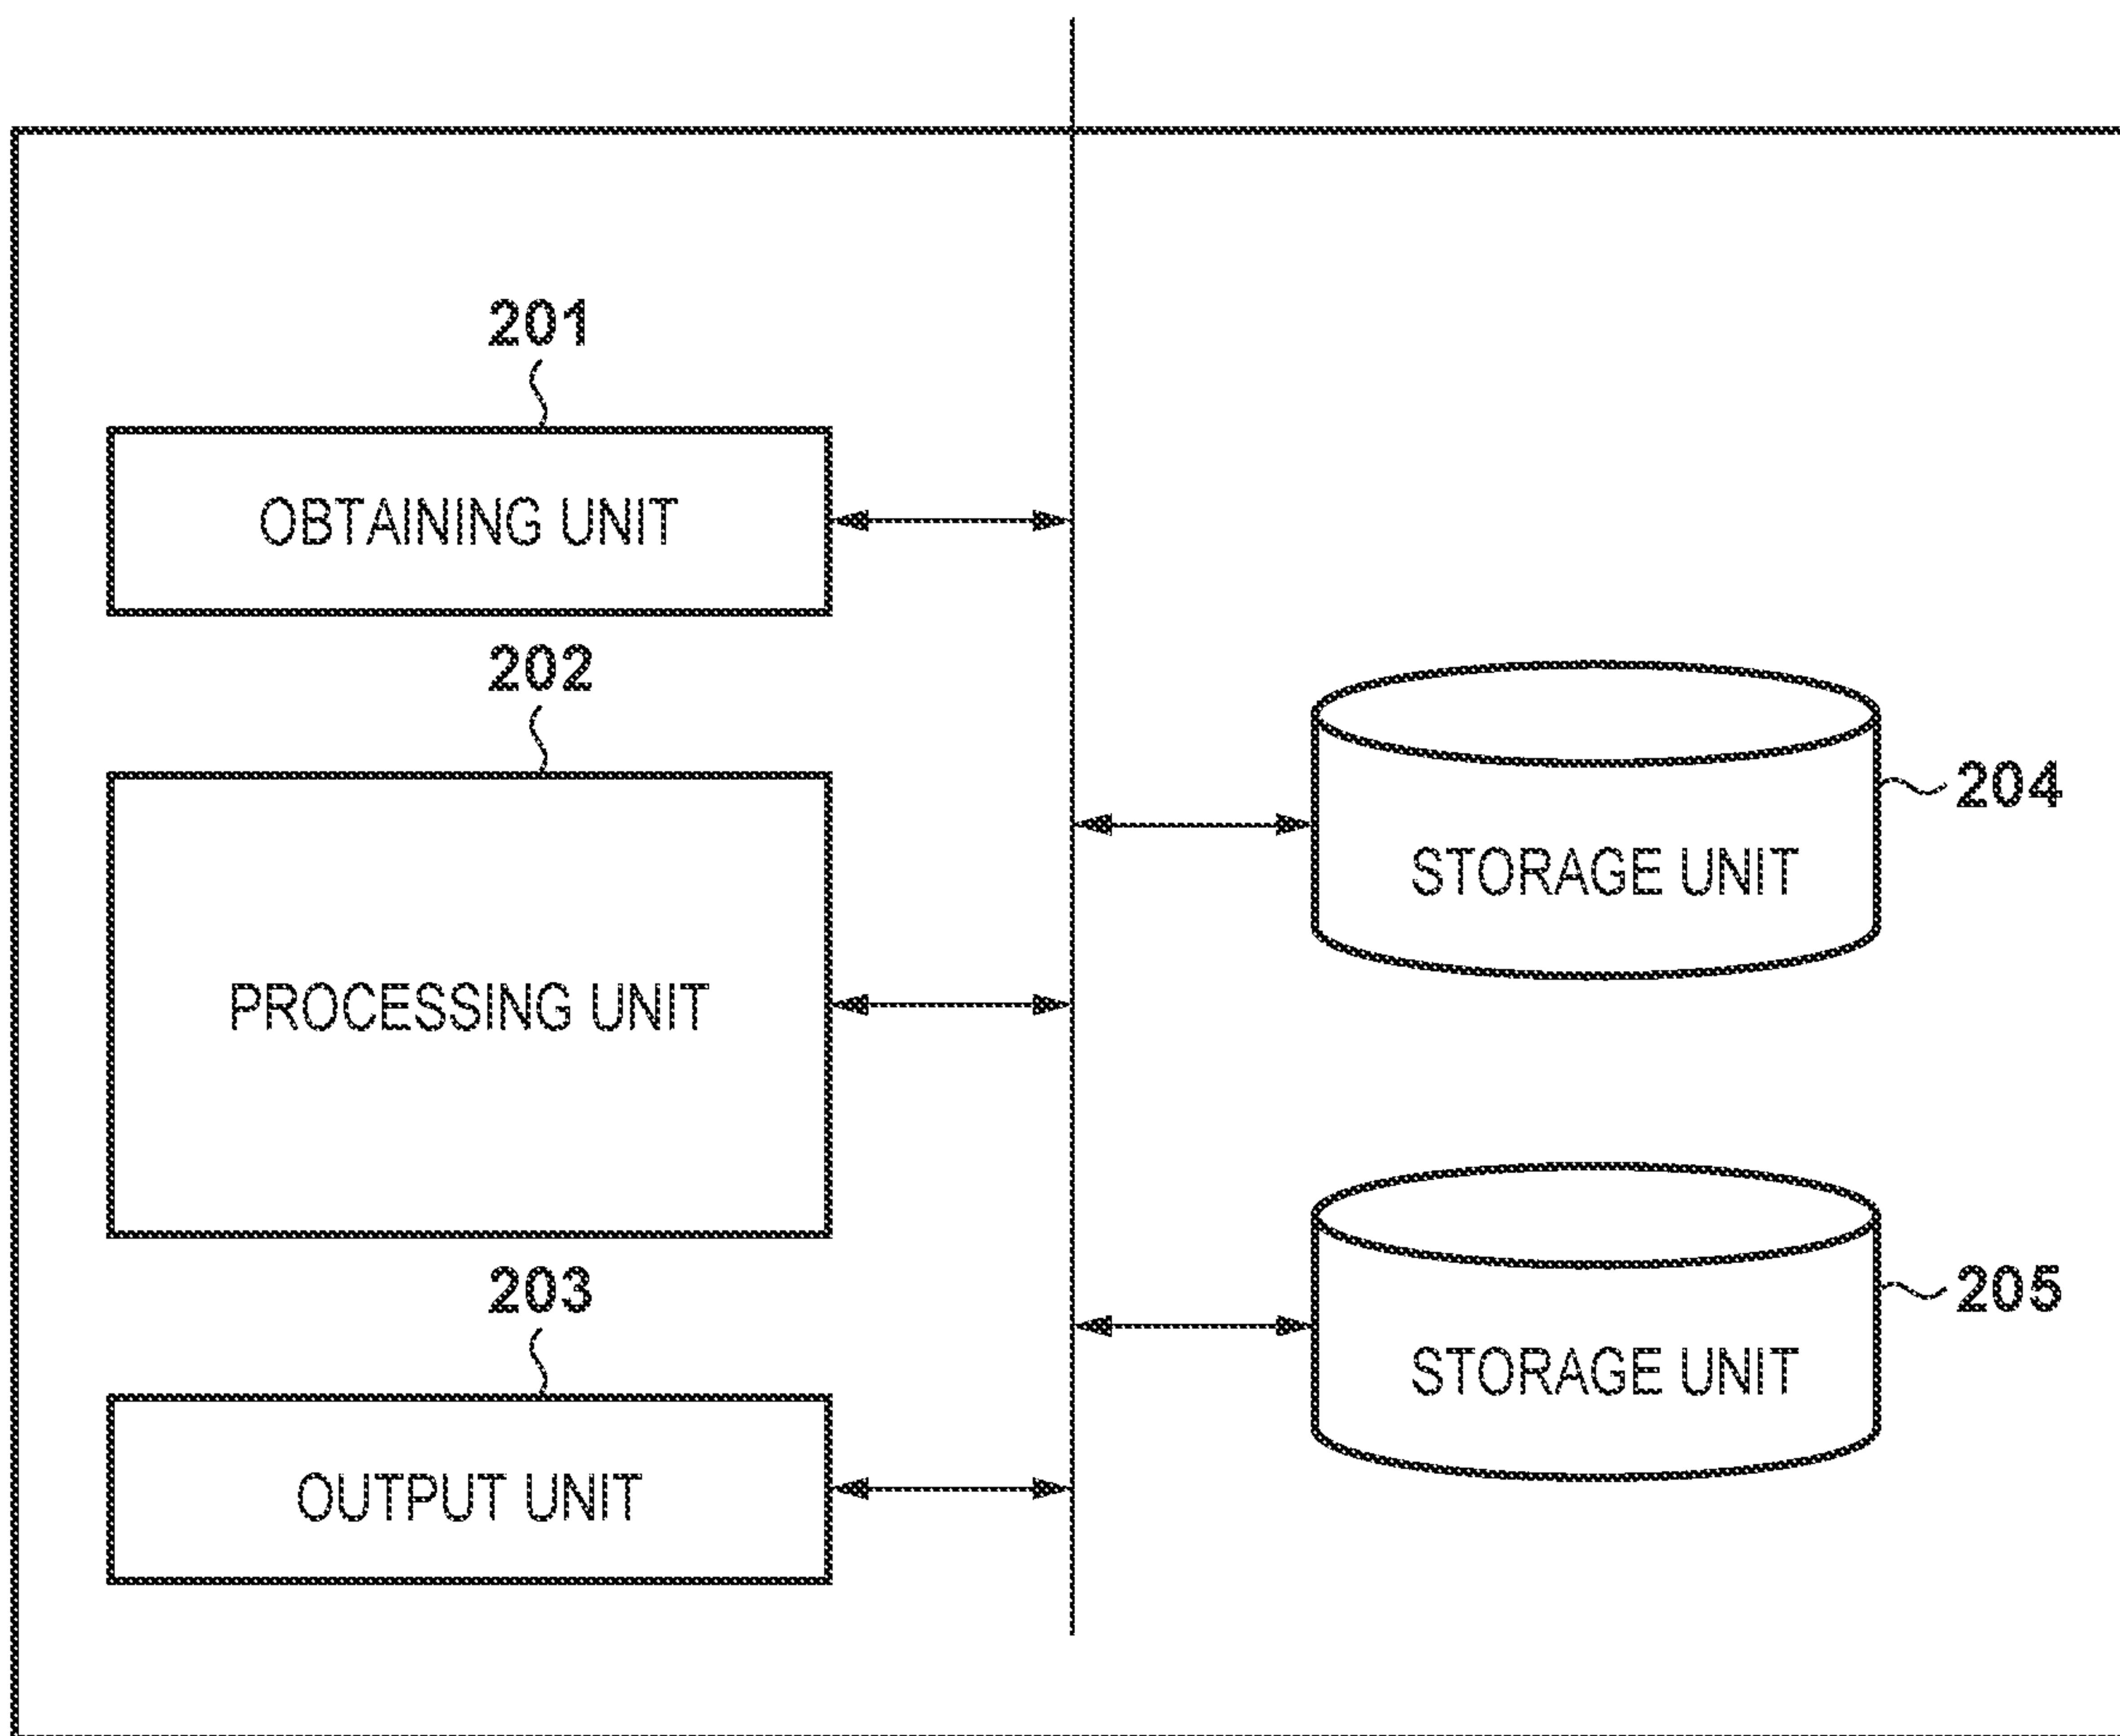 201
OBTAINING UNIT
202
PROCESSING UNIT
203
OUTPUT UNIT
204
STORAGE UNIT
205
STORAGE UNIT